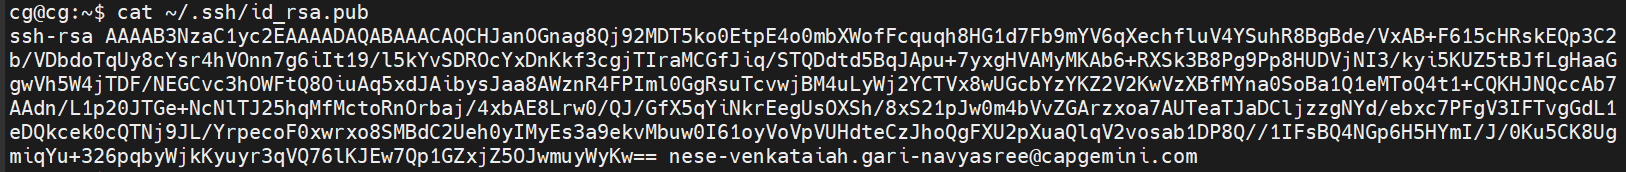 cg@cg:~$ cat ~/.ssh/id_rsa.pub
ssh-rsa AAAAB3NzaC1yc2EAAAADAQABAAACAQCHJanOGnag8Qj92MDT5ko0EtpE4o0mbXWofFcquqh8HG1d7Fb9mYV6qXechfluV4YSuhR8BgBde/VxAB+F615cHRskEQp3C2
b/VDbdoTqUy8cYsr4hVOnn7g6iIt19/l5kYvSDROcYxDnKkf3cgjTIraMCGfJiq/STQDdtd5BqJApu+7yxgHVAMyMKAb6+RXSk3B8Pg9Pp8HUDVjNI3/kyi5KUZ5tBJfLgHaaG
gwVh5W4jTDF/NEGCvc3hOWFtQ8OiuAq5xdJAibysJaa8AWznR4FPIml0GgRsuTcvwjBM4uLyWj2YCTVx8wUGcbYzYKZ2V2KwVzXBfMYna0SoBa1Q1eMToQ4t1+CQKHJNQccAb7
AAdn/L1p20JTGe+NcNlTJ25hqMfMctoRnOrbaj/4xbAE8Lrw0/QJ/GfX5qYiNkrEegUsOXSh/8xS21pJw0m4bVvZGArzxoa7AUTeaTJaDCljzzgNYd/ebxc7PFgV3IFTvgGdL1
eDQkcek0cQTNj9JL/YrpecoF0xwrxo8SMBdC2Ueh0yIMyEs3a9ekvMbuw0I61oyVoVpVUHdteCzJhoQgFXU2pXuaQlqV2vosab1DP8Q//1IFsBQ4NGp6H5HYmI/J/0Ku5CK8Ug
miqYu+326pqbyWjkKyuyr3qVQ76lKJEw7Qp1GZxjZ5OJwmuyWyKw== nese-venkataiah.gari-navyasree@capgemini.com